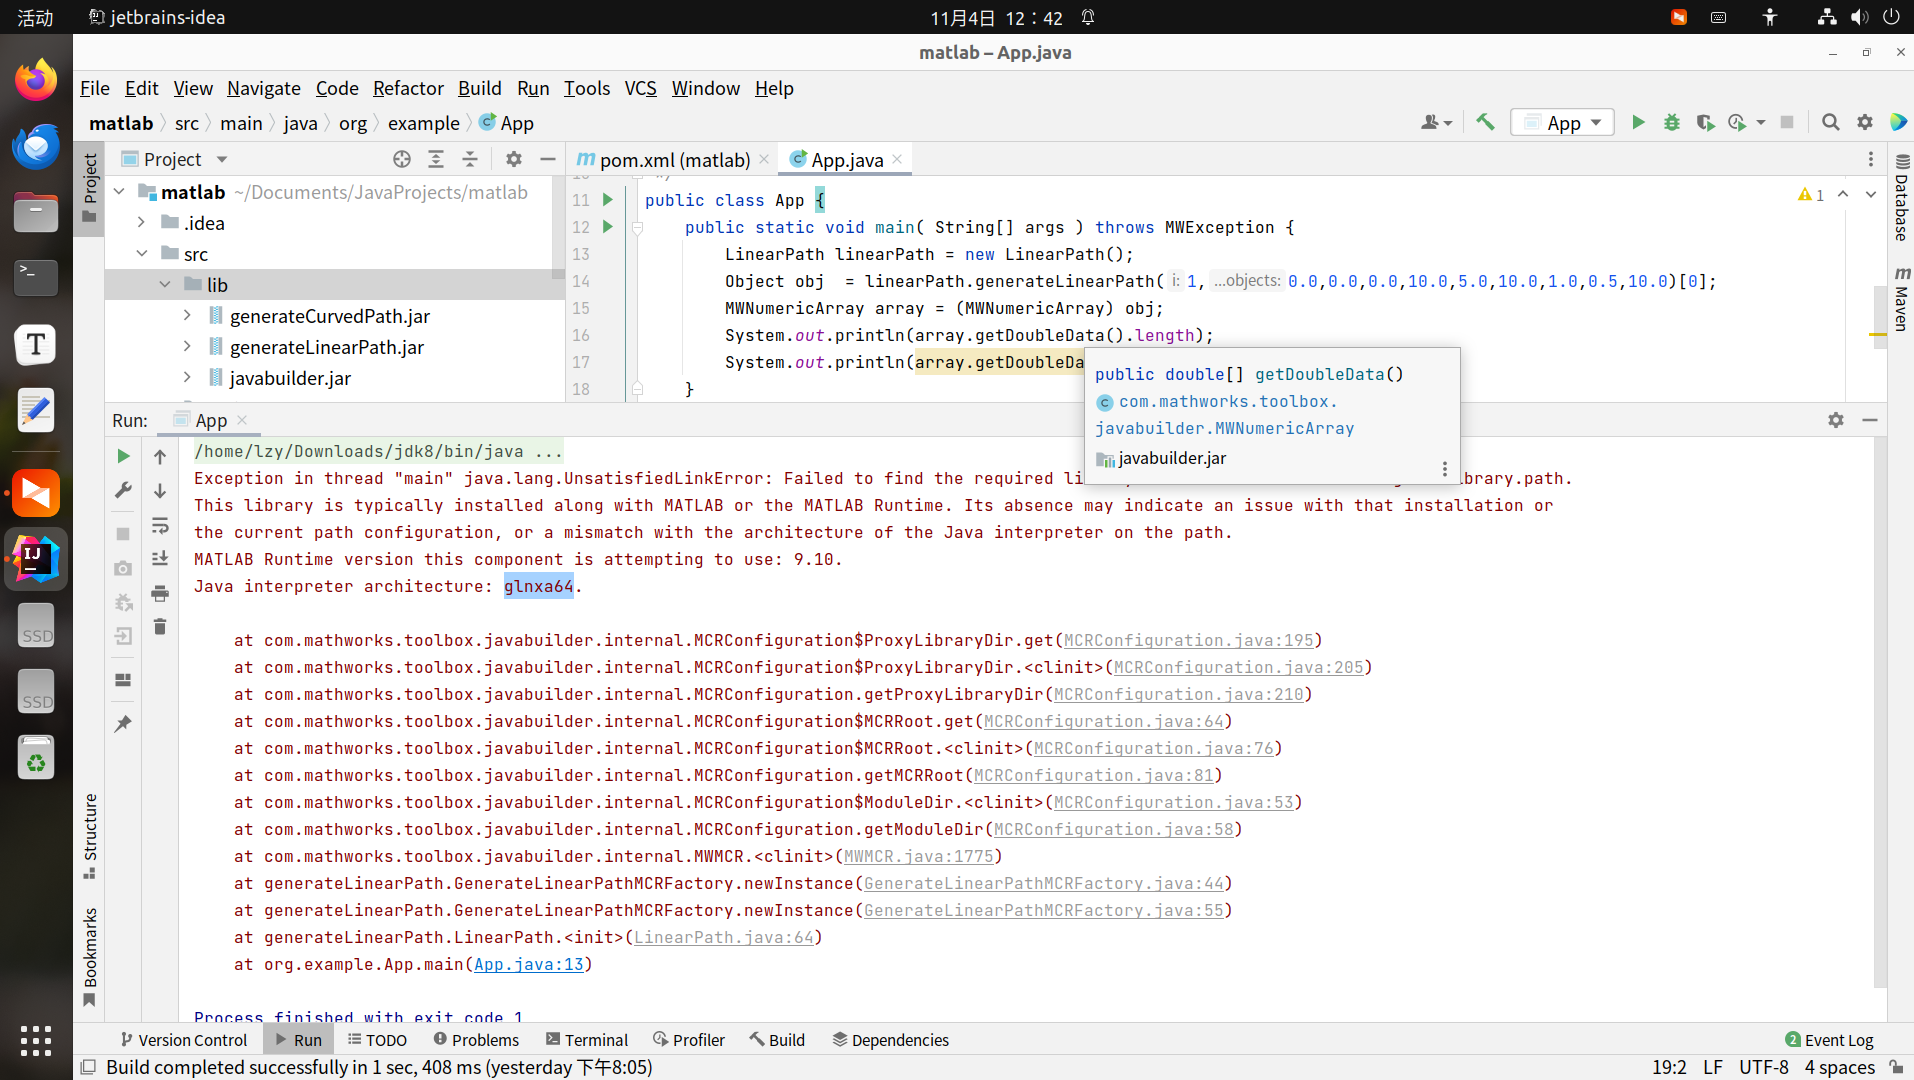 活动
jetbrains-idea
11月4日 12：42
matlab – App.java
File Edit View Navigate Code Refactor Build Run Tools VCS Window Help
matlab src main java org example App
App
Project
pom.xml (matlab)
App.java
Project
matlab ~/Documents/JavaProjects/matlab
.idea
src
lib
generateCurvedPath.jar
generateLinearPath.jar
javabuilder.jar
11 public class App {
12 public static void main( String[] args ) throws MWException {
13 LinearPath linearPath = new LinearPath();
14 Object obj = linearPath.generateLinearPath( i: 1, ...objects: 0.0,0.0,0.0,10.0,5.0,10.0,1.0,0.5,10.0)[0];
15 MWNumericArray array = (MWNumericArray) obj;
16 System.out.println(array.getDoubleData().length);
17 System.out.println(array.getDoubleDa
18 }
1
public double[] getDoubleData()
com.mathworks.toolbox.
javabuilder.MWNumericArray
javabuilder.jar
Database
Maven
Run: App
/home/lzy/Downloads/jdk8/bin/java ...
Exception in thread "main" java.lang.UnsatisfiedLinkError: Failed to find the required li
brary.path.
This library is typically installed along with MATLAB or the MATLAB Runtime. Its absence may indicate an issue with that installation or
the current path configuration, or a mismatch with the architecture of the Java interpreter on the path.
MATLAB Runtime version this component is attempting to use: 9.10.
Java interpreter architecture: glnxa64.
at com.mathworks.toolbox.javabuilder.internal.MCRConfiguration$ProxyLibraryDir.get(MCRConfiguration.java:195)
at com.mathworks.toolbox.javabuilder.internal.MCRConfiguration$ProxyLibraryDir.<clinit>(MCRConfiguration.java:205)
at com.mathworks.toolbox.javabuilder.internal.MCRConfiguration.getProxyLibraryDir(MCRConfiguration.java:210)
at com.mathworks.toolbox.javabuilder.internal.MCRConfiguration$MCRRoot.get(MCRConfiguration.java:64)
at com.mathworks.toolbox.javabuilder.internal.MCRConfiguration$MCRRoot.<clinit>(MCRConfiguration.java:76)
at com.mathworks.toolbox.javabuilder.internal.MCRConfiguration.getMCRRoot(MCRConfiguration.java:81)
at com.mathworks.toolbox.javabuilder.internal.MCRConfiguration$ModuleDir.<clinit>(MCRConfiguration.java:53)
at com.mathworks.toolbox.javabuilder.internal.MCRConfiguration.getModuleDir(MCRConfiguration.java:58)
at com.mathworks.toolbox.javabuilder.internal.MWMCR.<clinit>(MWMCR.java:1775)
at generateLinearPath.GenerateLinearPathMCRFactory.newInstance(GenerateLinearPathMCRFactory.java:44)
at generateLinearPath.GenerateLinearPathMCRFactory.newInstance(GenerateLinearPathMCRFactory.java:55)
at generateLinearPath.LinearPath.<init>(LinearPath.java:64)
at org.example.App.main(App.java:13)
Process finished with exit code 1
Structure
Bookmarks
SSD
SSD
Version Control Run TODO Problems Terminal Profiler Build Dependencies
2 Event Log
Build completed successfully in 1 sec, 408 ms (yesterday 下午8:05)
19:2 LF UTF-8 4 spaces